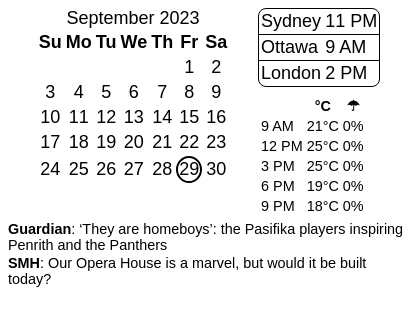 September 2023
Su Mo Tu We Th Fr Sa
1 2
3 4 5 6 7 8 9
10 11 12 13 14 15 16
17 18 19 20 21 22 23
24 25 26 27 28 29 30
Sydney 11 PM
Ottawa 9 AM
London 2 PM
°C ☂
9 AM 21°C 0%
12 PM 25°C 0%
3 PM 25°C 0%
6 PM 19°C 0%
9 PM 18°C 0%
Guardian: ‘They are homeboys’: the Pasifika players inspiring
Penrith and the Panthers
SMH: Our Opera House is a marvel, but would it be built
today?